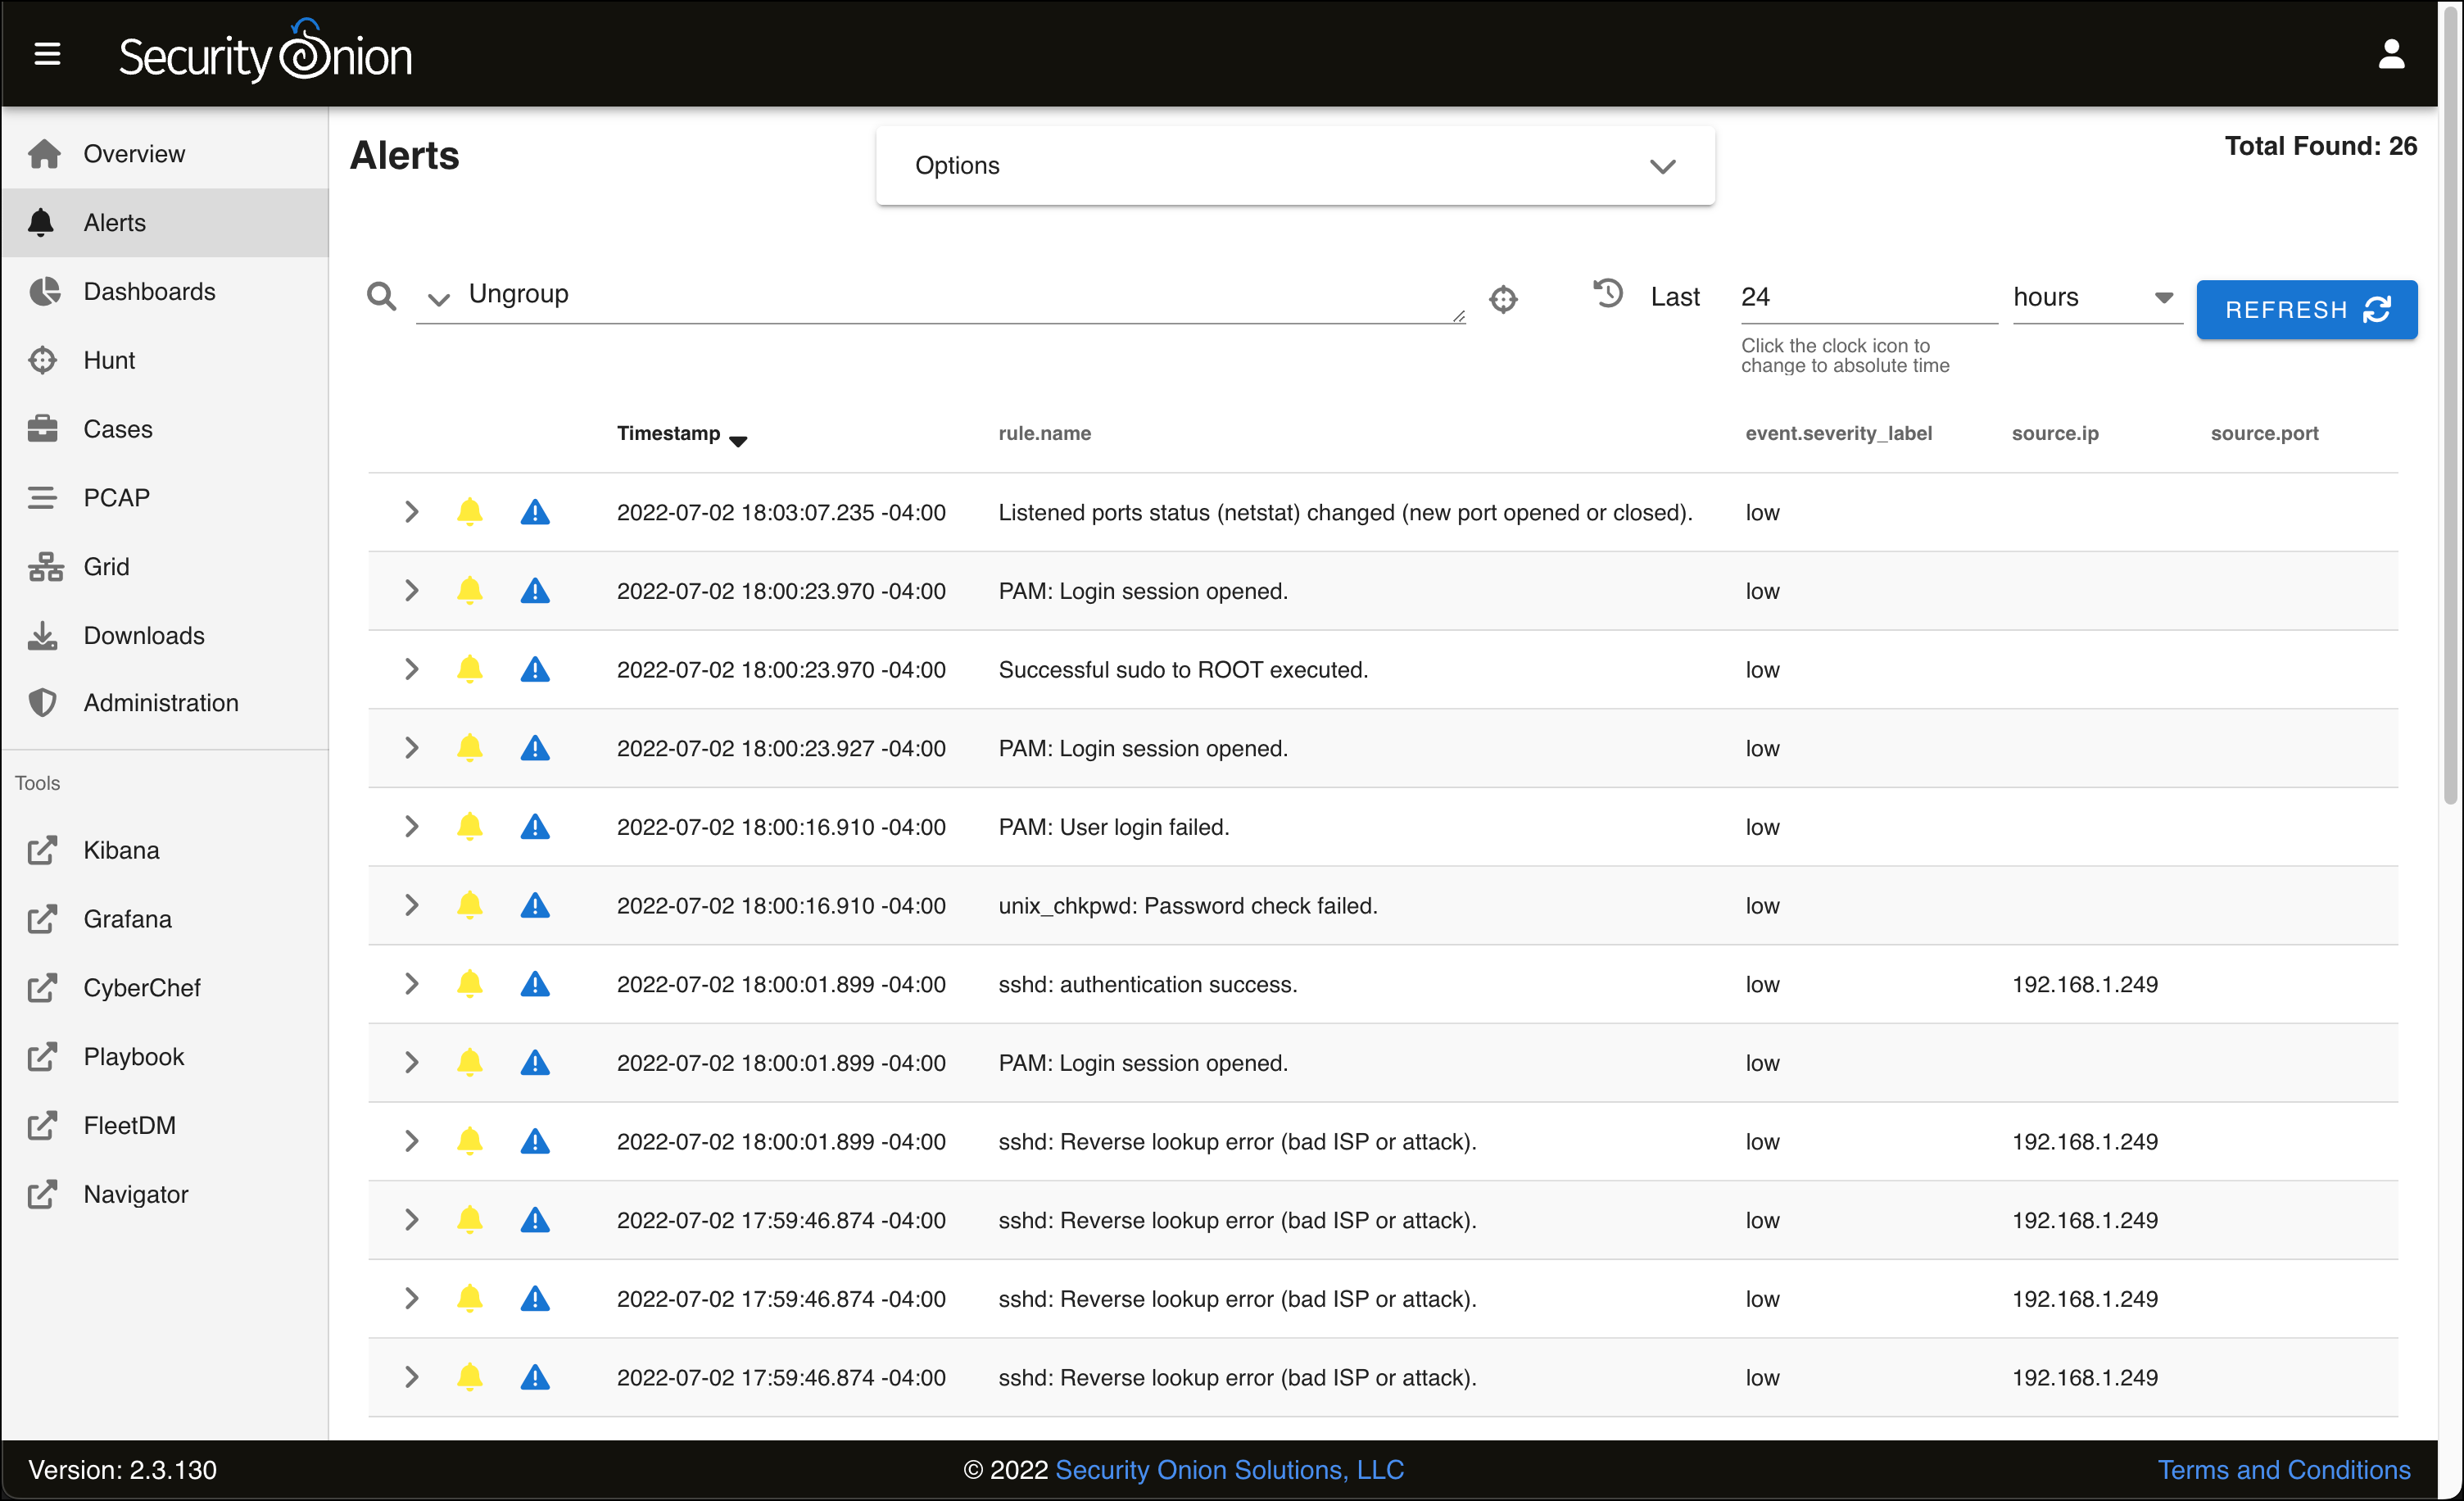 Security Onion
Overview
Alerts
Dashboards
Hunt
Cases
PCAP
Grid
Downloads
Administration
Tools
Kibana
Grafana
CyberChef
Playbook
FleetDM
Navigator
Alerts
Options
Total Found: 26
Ungroup
Last 24 hours
REFRESH
Click the clock icon to
change to absolute time
Timestamp rule.name event.severity_label source.ip source.port
2022-07-02 18:03:07.235 -04:00 Listened ports status (netstat) changed (new port opened or closed). low
2022-07-02 18:00:23.970 -04:00 PAM: Login session opened. low
2022-07-02 18:00:23.970 -04:00 Successful sudo to ROOT executed. low
2022-07-02 18:00:23.927 -04:00 PAM: Login session opened. low
2022-07-02 18:00:16.910 -04:00 PAM: User login failed. low
2022-07-02 18:00:16.910 -04:00 unix_chkpwd: Password check failed. low
2022-07-02 18:00:01.899 -04:00 sshd: authentication success. low 192.168.1.249
2022-07-02 18:00:01.899 -04:00 PAM: Login session opened. low
2022-07-02 18:00:01.899 -04:00 sshd: Reverse lookup error (bad ISP or attack). low 192.168.1.249
2022-07-02 17:59:46.874 -04:00 sshd: Reverse lookup error (bad ISP or attack). low 192.168.1.249
2022-07-02 17:59:46.874 -04:00 sshd: Reverse lookup error (bad ISP or attack). low 192.168.1.249
2022-07-02 17:59:46.874 -04:00 sshd: Reverse lookup error (bad ISP or attack). low 192.168.1.249
Version: 2.3.130
© 2022 Security Onion Solutions, LLC
Terms and Conditions